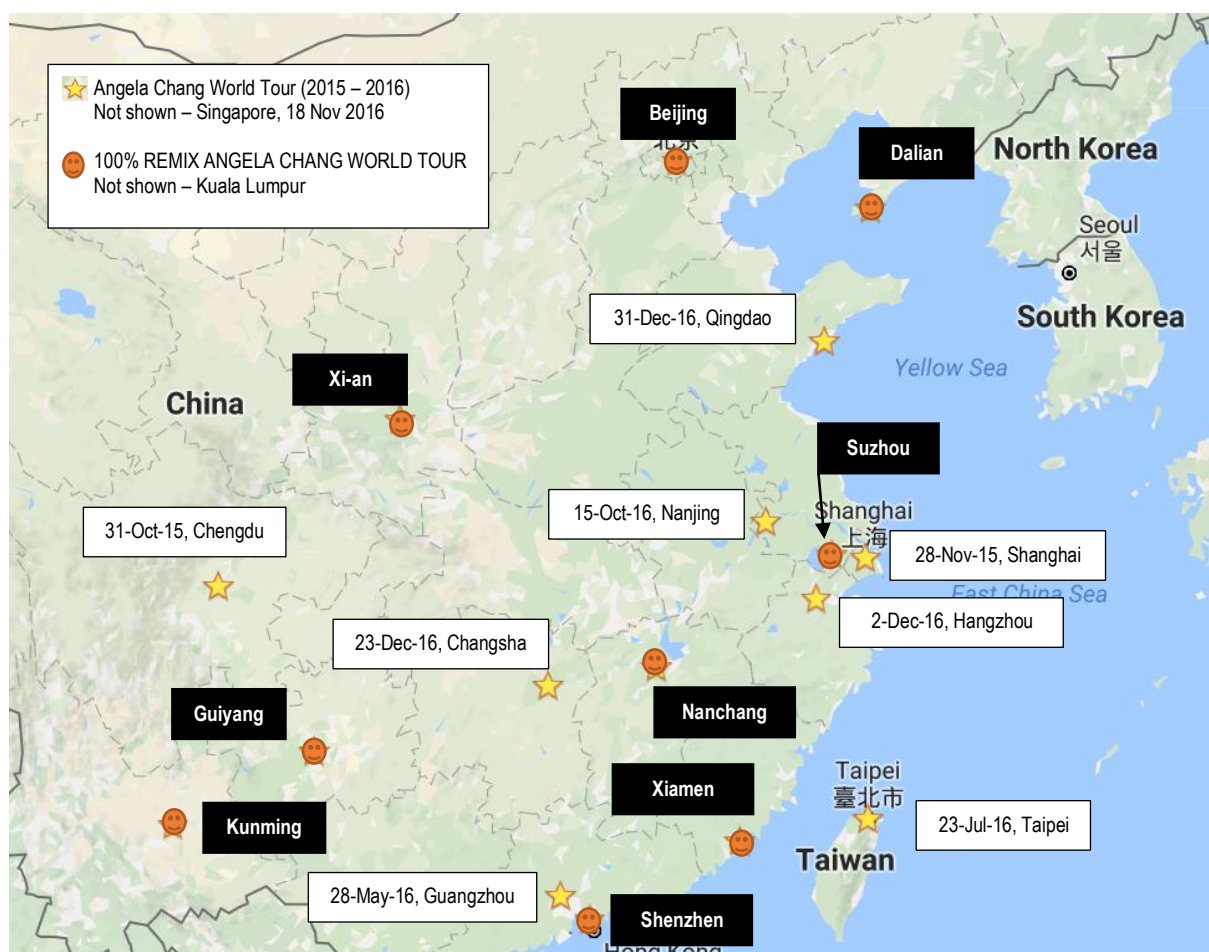 Angela Chang World Tour (2015 – 2016)
Not shown – Singapore, 18 Nov 2016
100% REMIX ANGELA CHANG WORLD TOUR
Not shown – Kuala Lumpur
Beijing
北京
Dalian
North Korea
Seoul
서울
31-Dec-16, Qingdao
South Korea
Yellow Sea
Xi-an
China
Suzhou
15-Oct-16, Nanjing
Shanghai
上海
31-Oct-15, Chengdu
28-Nov-15, Shanghai
East China Sea
2-Dec-16, Hangzhou
23-Dec-16, Changsha
Guiyang
Nanchang
Taipei
臺北市
Xiamen
Kunming
23-Jul-16, Taipei
Taiwan
28-May-16, Guangzhou
Shenzhen
Hong Kong